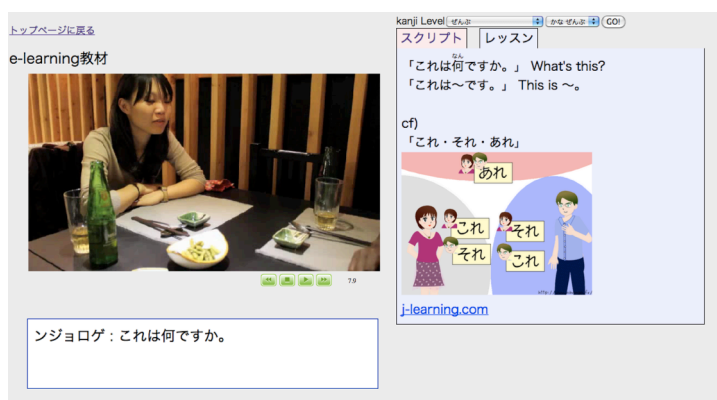 トップページに戻る
e-learning教材
7.9
ンジョロゲ：これは何ですか。
kanji Level ぜんぶ かな ぜんぶ GO!
スクリプト レッスン
なん
「これは何ですか。」 What's this?
「これは〜です。」 This is 〜。
cf)
「これ・それ・あれ」
あれ
これ それ
それ これ
j-learning.com